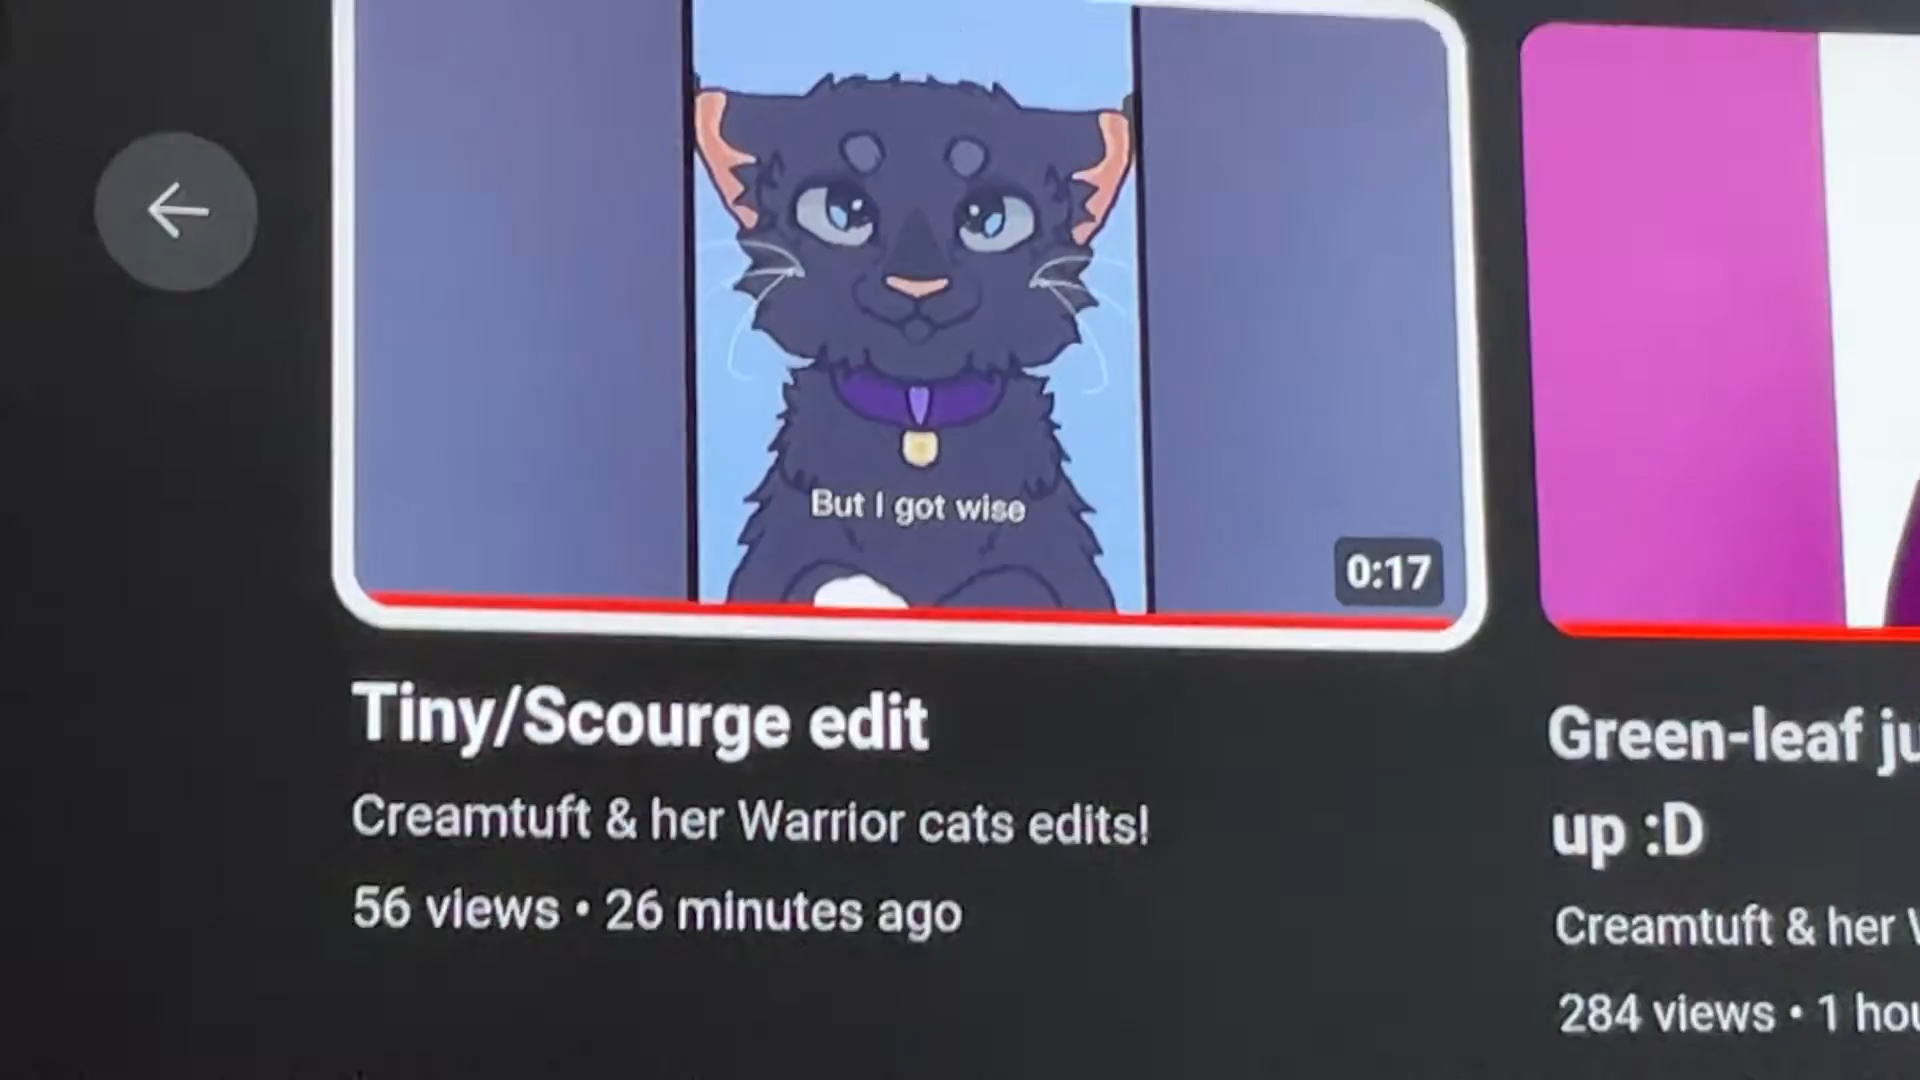 But I got wise
0:17
Tiny/Scourge edit
Creamtuft & her Warrior cats edits!
56 views • 26 minutes ago
Green-leaf
up :D
Creamtuft & her
284 views • 1